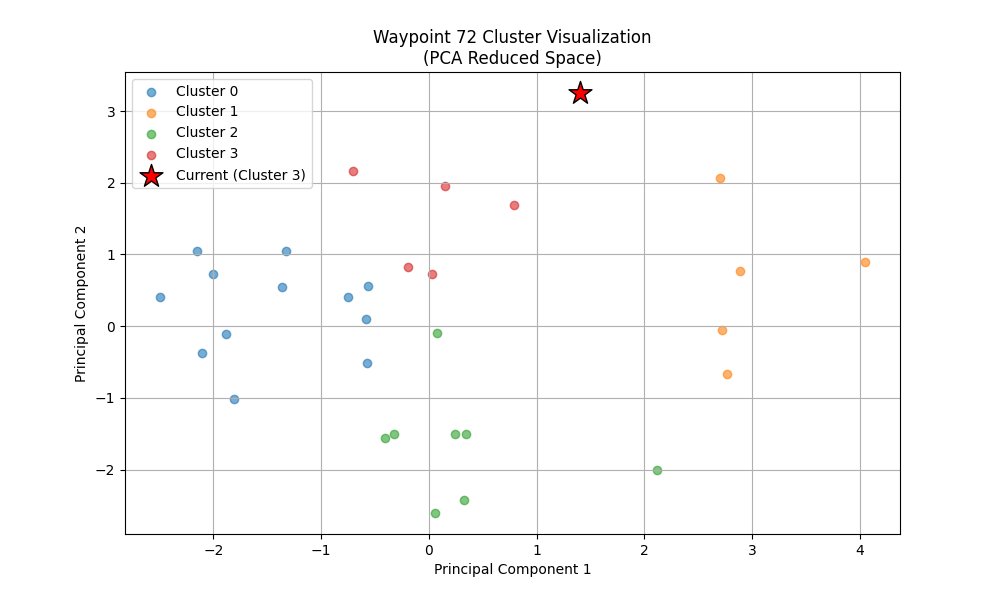 Waypoint 72 Cluster Visualization
(PCA Reduced Space)
Cluster 0
Cluster 1
Cluster 2
Cluster 3
Current (Cluster 3)
Principal Component 2
3
2
1
0
−1
−2
−2
−1
0
1
2
3
4
Principal Component 1